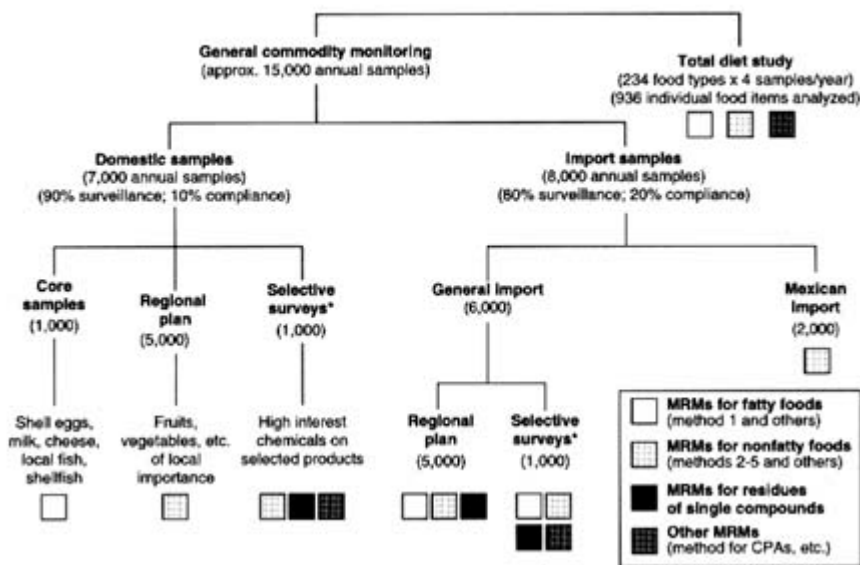 General commodity monitoring
(approx. 15,000 annual samples)
Total diet study
(234 food types x 4 samples/year)
(936 individual food items analyzed)
Domestic samples
(7,000 annual samples)
(90% surveillance; 10% compliance)
Import samples
(8,000 annual samples)
(80% surveillance; 20% compliance)
Core
samples
(1,000)
Regional
plan
(5,000)
Selective
surveys*
(1,000)
General import
(6,000)
Mexican
import
(2,000)
Shell eggs,
milk, cheese,
local fish,
shellfish
Fruits,
vegetables, etc.
of local
importance
High interest
chemicals on
selected products
Regional
plan
(5,000)
Selective
surveys*
(1,000)
MRMs for fatty foods
(method 1 and others)
MRMs for nonfatty foods
(methods 2-5 and others)
MRMs for residues
of single compounds
Other MRMs
(method for CPAs, etc.)